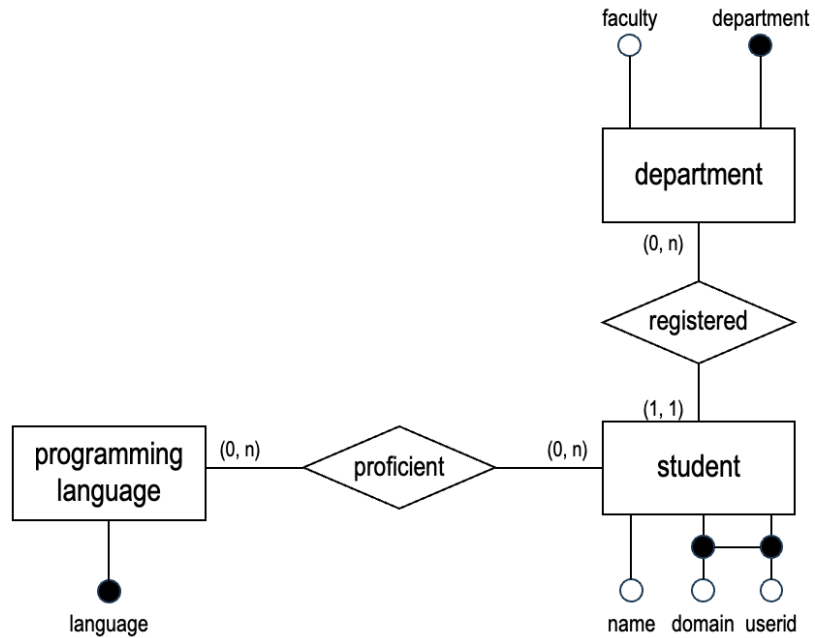 faculty
department
department
(0, n)
registered
(1, 1)
programming
language
(0, n)
proficient
(0, n)
student
language
name
domain
userid